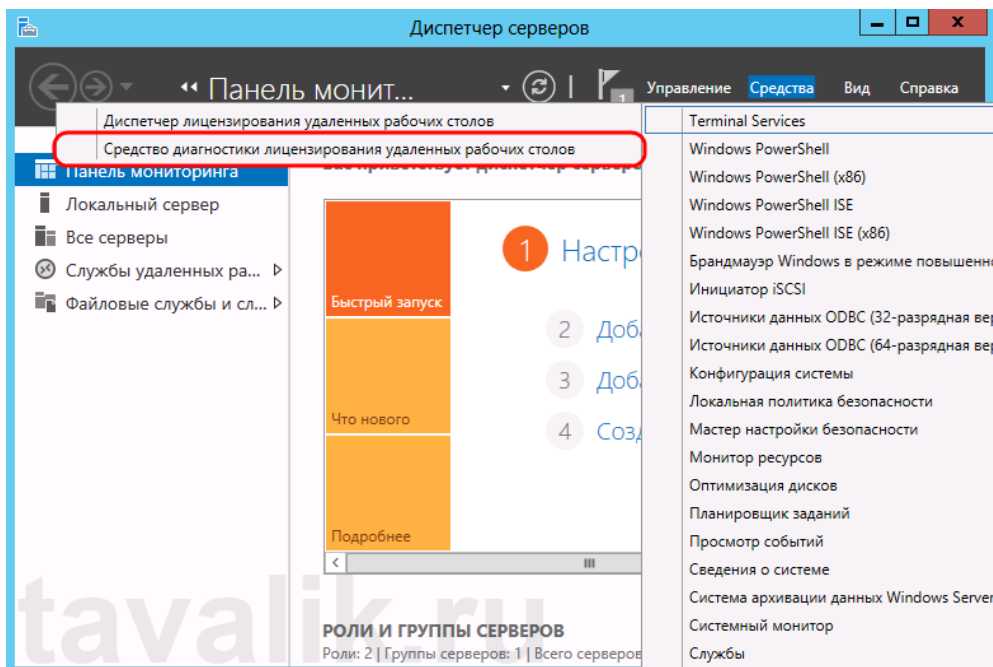 Диспетчер серверов
Панель монит...
1
Управление
Средства
Вид
Справка
Диспетчер лицензирования удаленных рабочих столов
Средство диагностики лицензирования удаленных рабочих столов
Панель мониторинга
Локальный сервер
Все серверы
Службы удаленных ра...
Файловые службы и сл...
Быстрый запуск
Что нового
Подробнее
1 Настро
2 Доба
3 Доба
4 Созд
РОЛИ И ГРУППЫ СЕРВЕРОВ
Роли: 2 | Группы серверов: 1 | Всего серверов
Terminal Services
Windows PowerShell
Windows PowerShell (x86)
Windows PowerShell ISE
Windows PowerShell ISE (x86)
Брандмауэр Windows в режиме повышенно
Инициатор iSCSI
Источники данных ODBC (32-разрядная вер
Источники данных ODBC (64-разрядная вер
Конфигурация системы
Локальная политика безопасности
Мастер настройки безопасности
Монитор ресурсов
Оптимизация дисков
Планировщик заданий
Просмотр событий
Сведения о системе
Система архивации данных Windows Server
Системный монитор
Службы
tavalik.ru